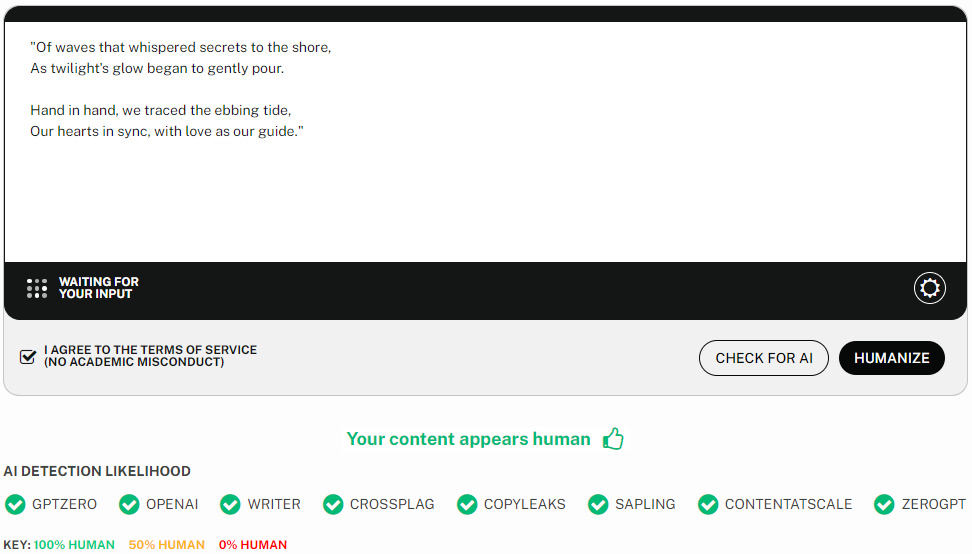 "Of waves that whispered secrets to the shore,
As twilight's glow began to gently pour.
Hand in hand, we traced the ebbing tide,
Our hearts in sync, with love as our guide."
WAITING FOR
YOUR INPUT
I AGREE TO THE TERMS OF SERVICE
(NO ACADEMIC MISCONDUCT)
CHECK FOR AI
HUMANIZE
Your content appears human
AI DETECTION LIKELIHOOD
GPTZERO OPENAI WRITER CROSSPLAG COPYLEAKS SAPLING CONTENTATSCALE ZEROGPT
KEY: 100% HUMAN 50% HUMAN 0% HUMAN